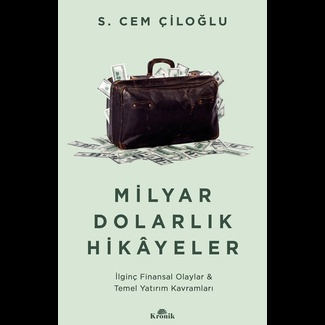 S. CEM ÇİLOĞLU
MİLYAR
DOLARLIK
HİKÂYELER
İlginç Finansal Olaylar &
Temel Yatırım Kavramları
Kronik